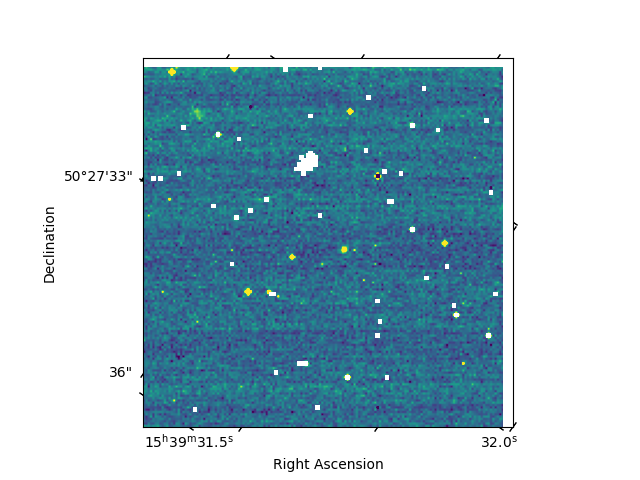 50°27'33"
Declination
36"
15ʰ39ᵐ31.5ˢ
32.0ˢ
Right Ascension